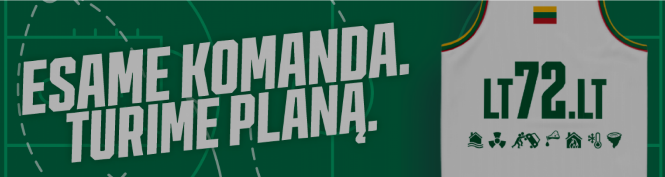 ESAME KOMANDA.
TURIME PLANĄ.
LT72.LT